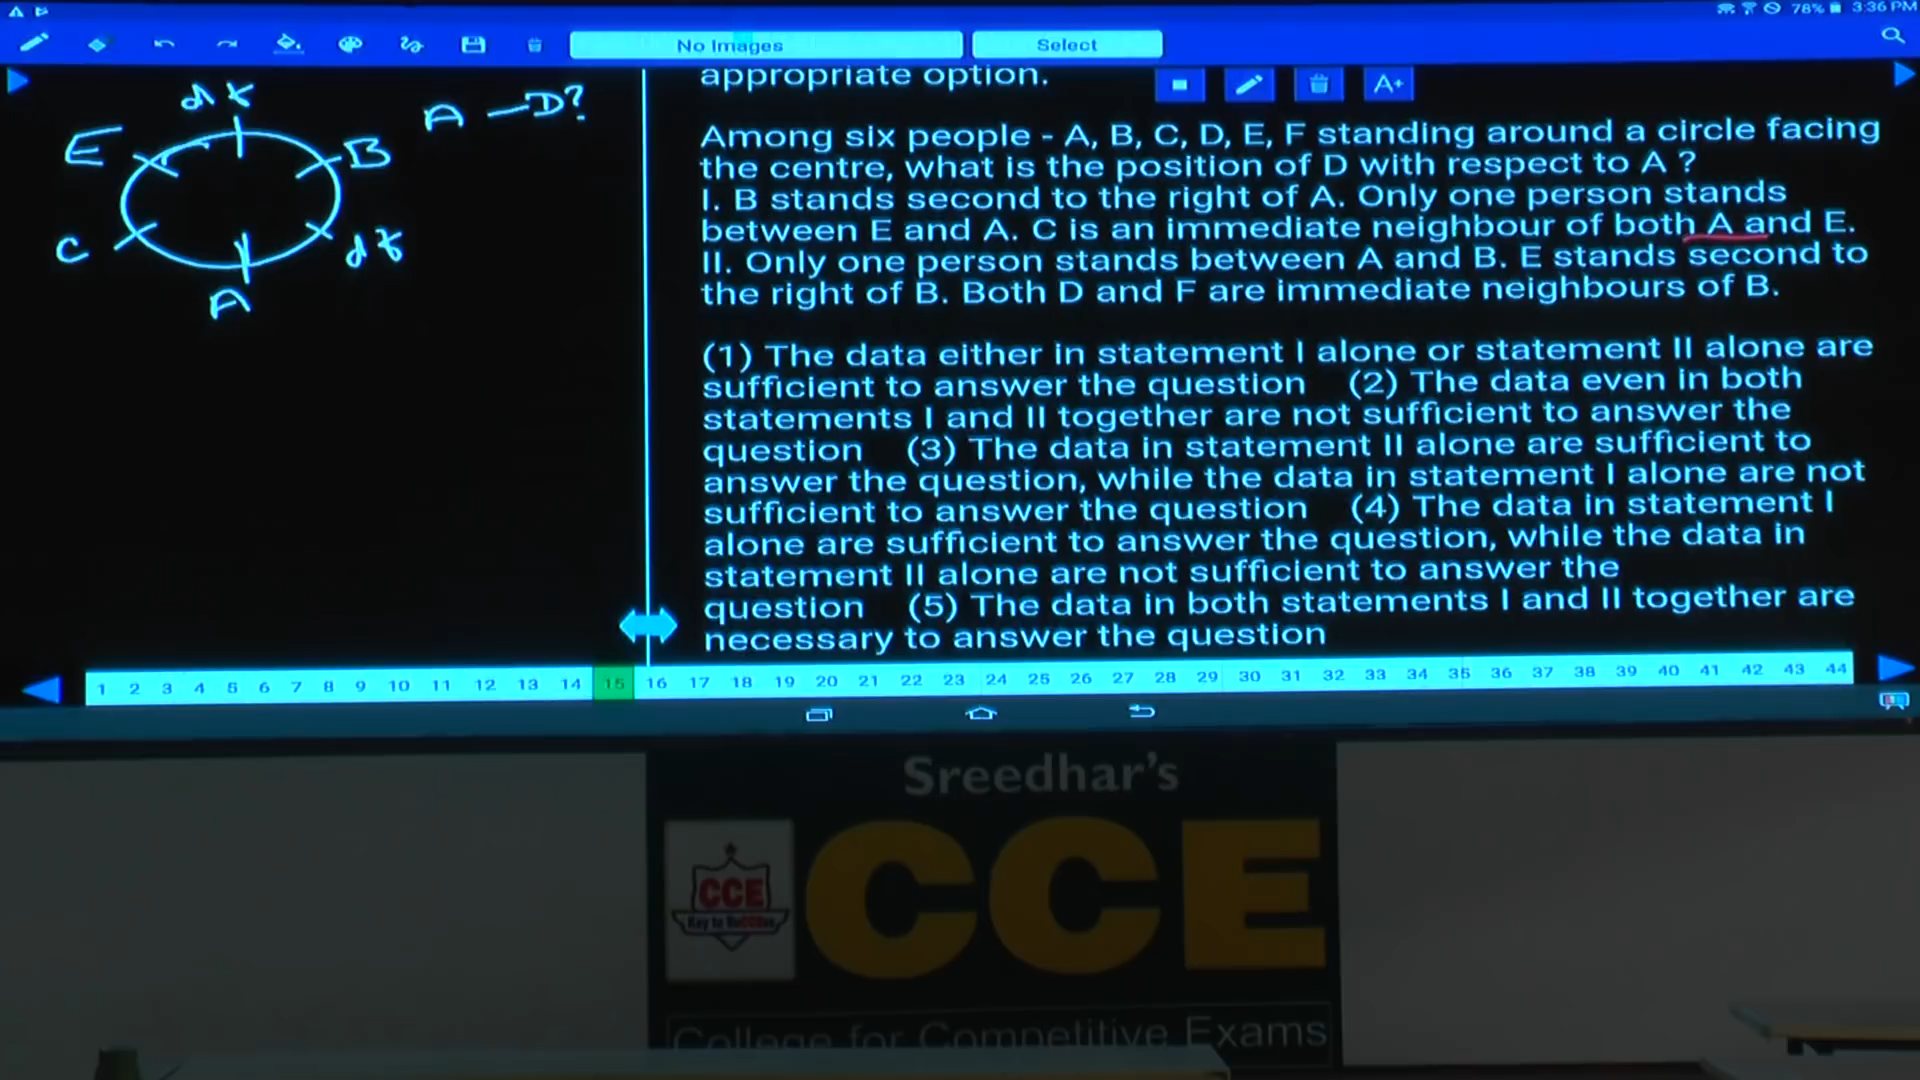 78% 3:36 PM
No Images Select
A+
appropriate option.
Among six people - A, B, C, D, E, F standing around a circle facing
the centre, what is the position of D with respect to A ?
I. B stands second to the right of A. Only one person stands
between E and A. C is an immediate neighbour of both A and E.
II. Only one person stands between A and B. E stands second to
the right of B. Both D and F are immediate neighbours of B.
(1) The data either in statement I alone or statement II alone are
sufficient to answer the question (2) The data even in both
statements I and II together are not sufficient to answer the
question (3) The data in statement II alone are sufficient to
answer the question, while the data in statement I alone are not
sufficient to answer the question (4) The data in statement I
alone are sufficient to answer the question, while the data in
statement II alone are not sufficient to answer the
question (5) The data in both statements I and II together are
necessary to answer the question
A — D?
E
B
C
A
1 2 3 4 5 6 7 8 9 10 11 12 13 14 15 16 17 18 19 20 21 22 23 24 25 26 27 28 29 30 31 32 33 34 35 36 37 38 39 40 41 42 43 44
Sreedhar's
CCE
CCE
Key to Success
College for Competitive Exams